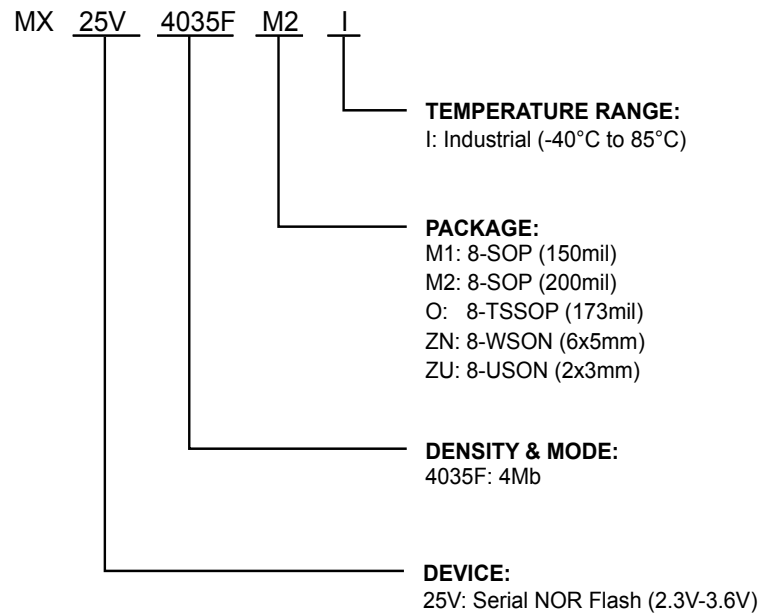 MX 25V 4035F M2 I
TEMPERATURE RANGE:
I: Industrial (-40°C to 85°C)
PACKAGE:
M1: 8-SOP (150mil)
M2: 8-SOP (200mil)
O: 8-TSSOP (173mil)
ZN: 8-WSON (6x5mm)
ZU: 8-USON (2x3mm)
DENSITY & MODE:
4035F: 4Mb
DEVICE:
25V: Serial NOR Flash (2.3V-3.6V)